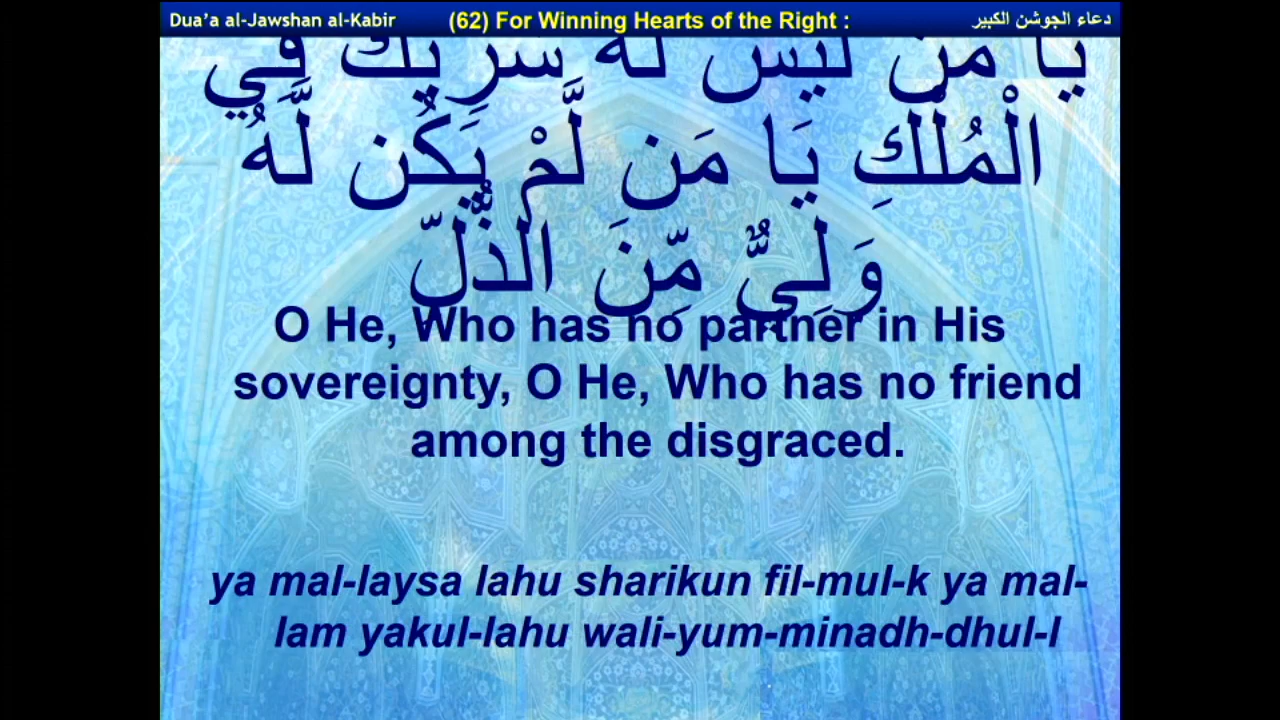 Dua'a al-Jawshan al-Kabir (62) For Winning Hearts of the Right : دعاء الجوشن الكبير
يَا مَن لَّيْسَ لَهُ شَرِيكٌ فِي
الْمُلْكِ يَا مَن لَّمْ يَكُن لَّهُ
وَلِيٌّ مِّنَ الذُّلِّ
O He, Who has no partner in His
sovereignty, O He, Who has no friend
among the disgraced.
ya mal-laysa lahu sharikun fil-mul-k ya mal-
lam yakul-lahu wali-yum-minadh-dhul-l